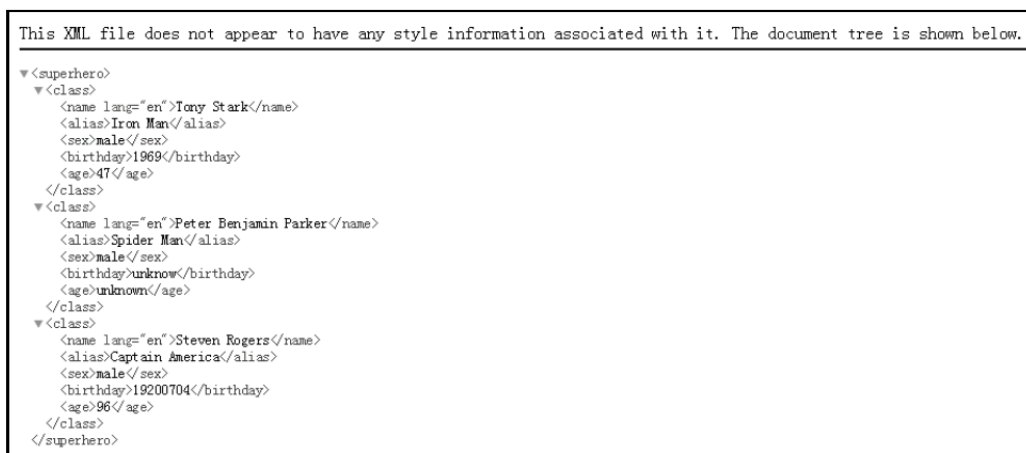 This XML file does not appear to have any style information associated with it. The document tree is shown below.
▼<superhero>
▼<class>
<name lang="en">Tony Stark</name>
<alias>Iron Man</alias>
<sex>male</sex>
<birthday>1969</birthday>
<age>47</age>
</class>
▼<class>
<name lang="en">Peter Benjamin Parker</name>
<alias>Spider Man</alias>
<sex>male</sex>
<birthday>unknow</birthday>
<age>unknown</age>
</class>
▼<class>
<name lang="en">Steven Rogers</name>
<alias>Captain America</alias>
<sex>male</sex>
<birthday>19200704</birthday>
<age>96</age>
</class>
</superhero>